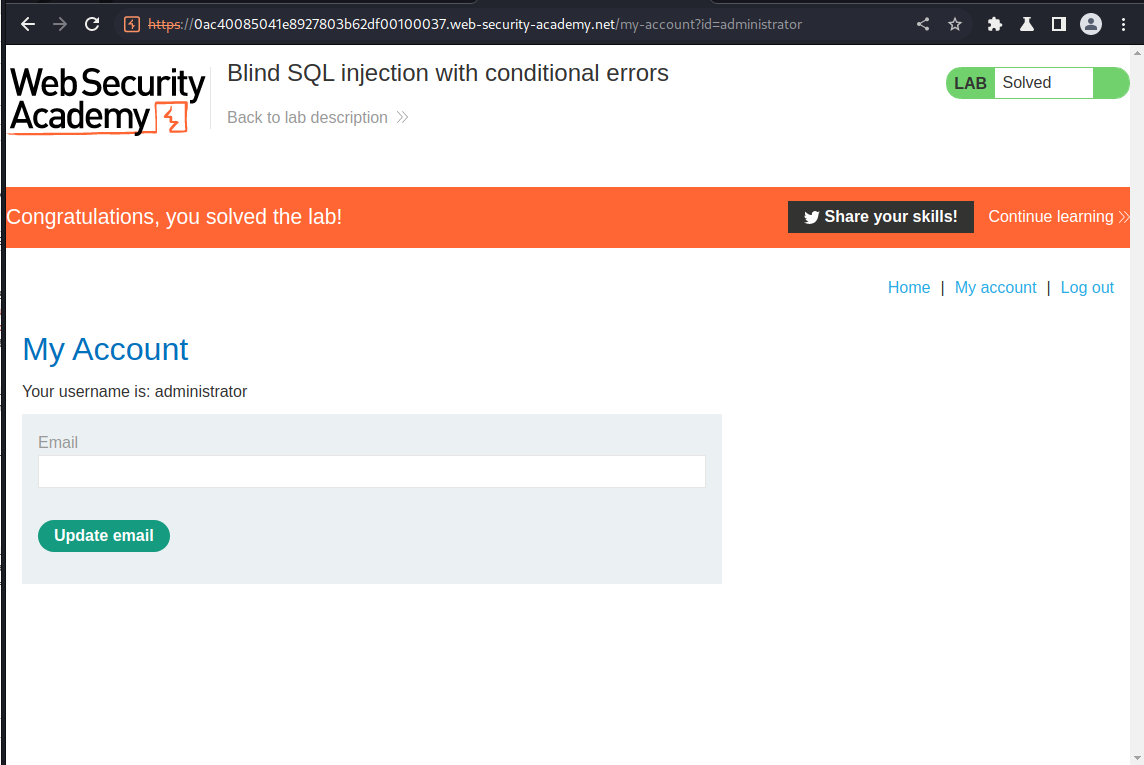 https://0ac40085041e8927803b62df00100037.web-security-academy.net/my-account?id=administrator
Web Security
Academy
Blind SQL injection with conditional errors
Back to lab description
LAB Solved
Congratulations, you solved the lab!
Share your skills!
Continue learning
Home | My account | Log out
My Account
Your username is: administrator
Email
Update email